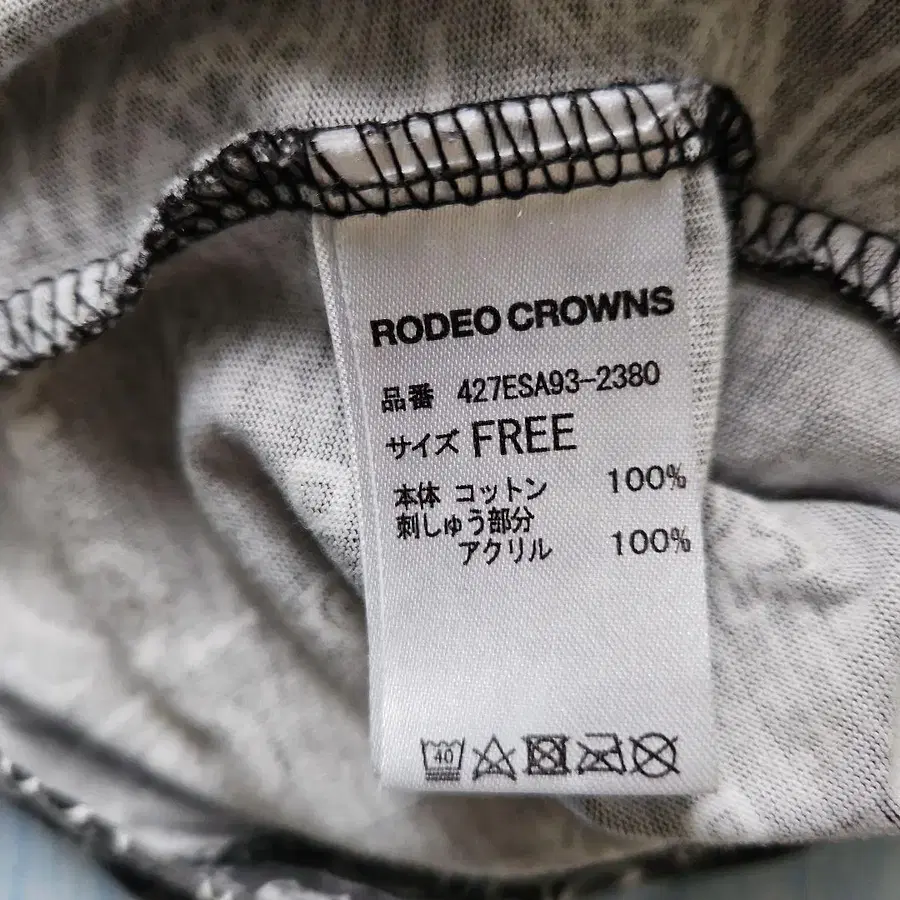 RODEO CROWNS
品番 427ESA93-2380
サイズ FREE
本体 コットン 100%
刺しゅう部分
アクリル 100%
40